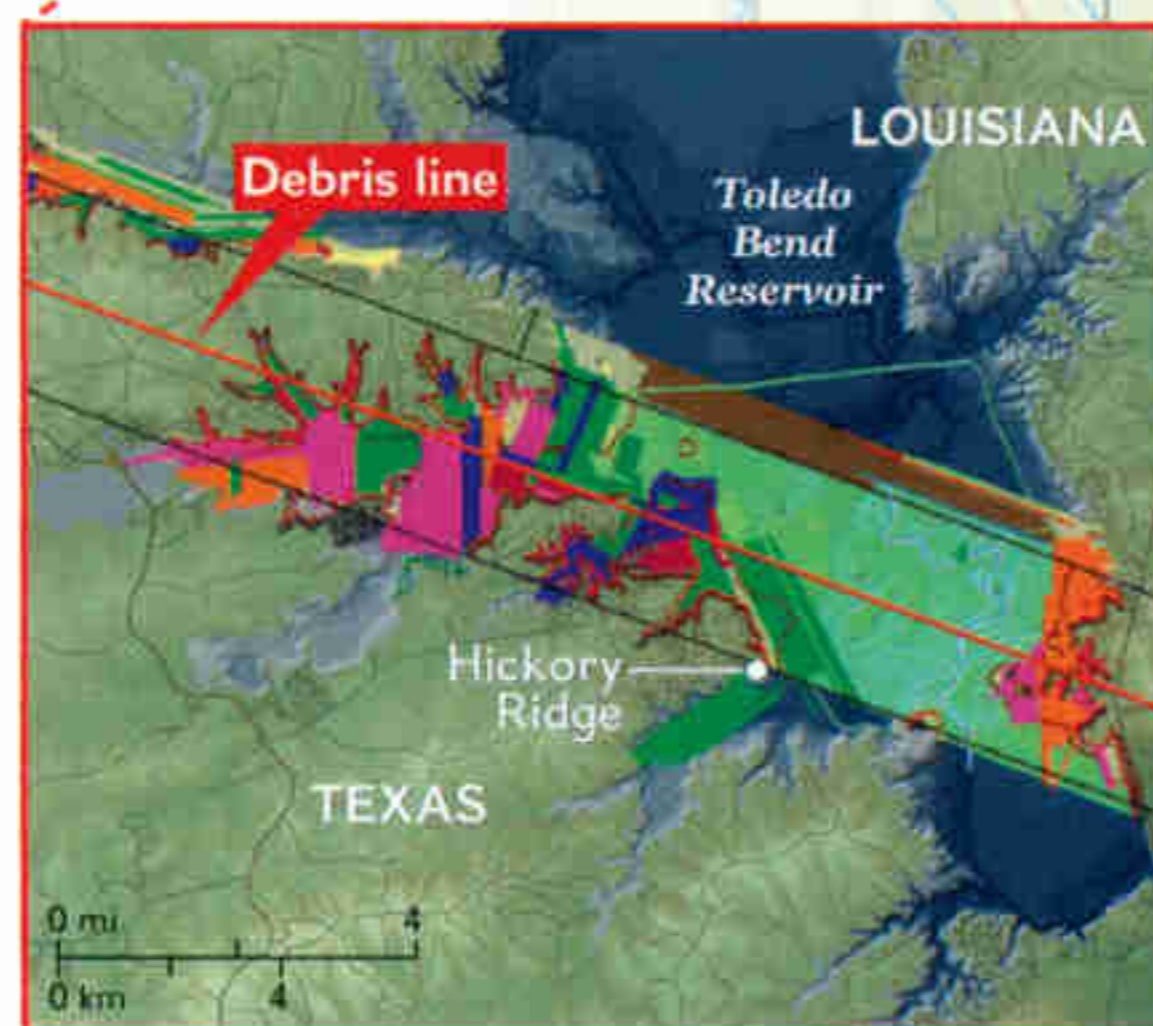 LOUISIANA
Debris line
Toledo
Bend
Reservoir
Hickory
Ridge
TEXAS
0 mi 4
0 km 4